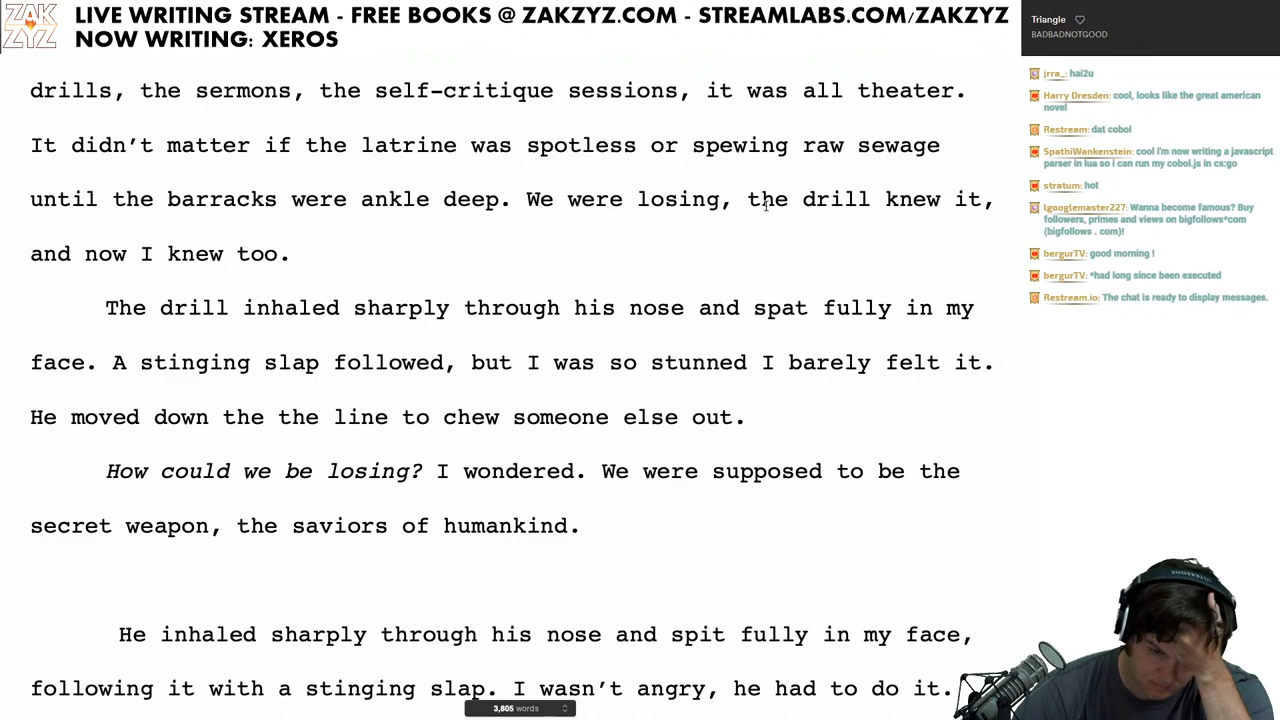 ZAK
ZYZ
LIVE WRITING STREAM - FREE BOOKS @ ZAKZYZ.COM - STREAMLABS.COM/ZAKZYZ
NOW WRITING: XEROS
drills, the sermons, the self-critique sessions, it was all theater.
It didn’t matter if the latrine was spotless or spewing raw sewage
until the barracks were ankle deep. We were losing, the drill knew it,
and now I knew too.
The drill inhaled sharply through his nose and spat fully in my
face. A stinging slap followed, but I was so stunned I barely felt it.
He moved down the the line to chew someone else out.
How could we be losing? I wondered. We were supposed to be the
secret weapon, the saviors of humankind.
He inhaled sharply through his nose and spit fully in my face,
following it with a stinging slap. I wasn’t angry, he had to do it.
3,805 words
Triangle
BADBADNOTGOOD
jrra_: hai2u
Harry Dresden: cool, looks like the great american
novel
Restream: dat cobol
SpathiWankenstein: cool i'm now writing a javascript
parser in lua so i can run my cobol.js in cs:go
stratum: hot
lgooglemaster227: Wanna become famous? Buy
followers, primes and views on bigfollows*com
(bigfollows . com)!
bergurTV: good morning !
bergurTV: *had long since been executed
Restream.io: The chat is ready to display messages.